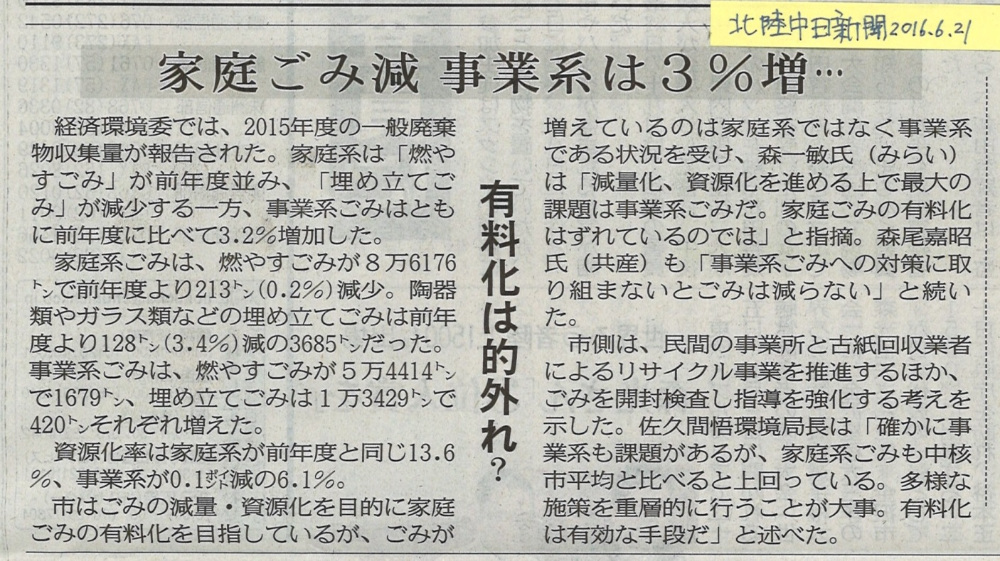 北陸中日新聞2016.6.21
家庭ごみ減 事業系は3%増…
有料化は的外れ?
経済環境委では、2015年度の一般廃棄
物収集量が報告された。家庭系は「燃や
すごみ」が前年度並み、「埋め立てご
み」が減少する一方、事業系ごみはとも
に前年度に比べて3.2%増加した。
家庭系ごみは、燃やすごみが8万6176
㌧で前年度より213㌧(0.2%)減少。陶器
類やガラス類などの埋め立てごみは前年
度より128㌧(3.4%)減の3685㌧だった。
事業系ごみは、燃やすごみが5万4414㌧
で1679㌧、埋め立てごみは1万3429㌧で
420㌧それぞれ増えた。
資源化率は家庭系が前年度と同じ13.6
%、事業系が0.1㌽減の6.1%。
市はごみの減量・資源化を目的に家庭
ごみの有料化を目指しているが、ごみが
増えているのは家庭系ではなく事業系
である状況を受け、森一敏氏（みらい）
は「減量化、資源化を進める上で最大の
課題は事業系ごみだ。家庭ごみの有料化
はずれているのでは」と指摘。森尾嘉昭
氏（共産）も「事業系ごみへの対策に取
り組まないとごみは減らない」と続い
た。
市側は、民間の事業所と古紙回収業者
によるリサイクル事業を推進するほか、
ごみを開封検査し指導を強化する考えを
示した。佐久間悟環境局長は「確かに事
業系も課題があるが、家庭系ごみも中核
市平均と比べると上回っている。多様な
施策を重層的に行うことが大事。有料化
は有効な手段だ」と述べた。